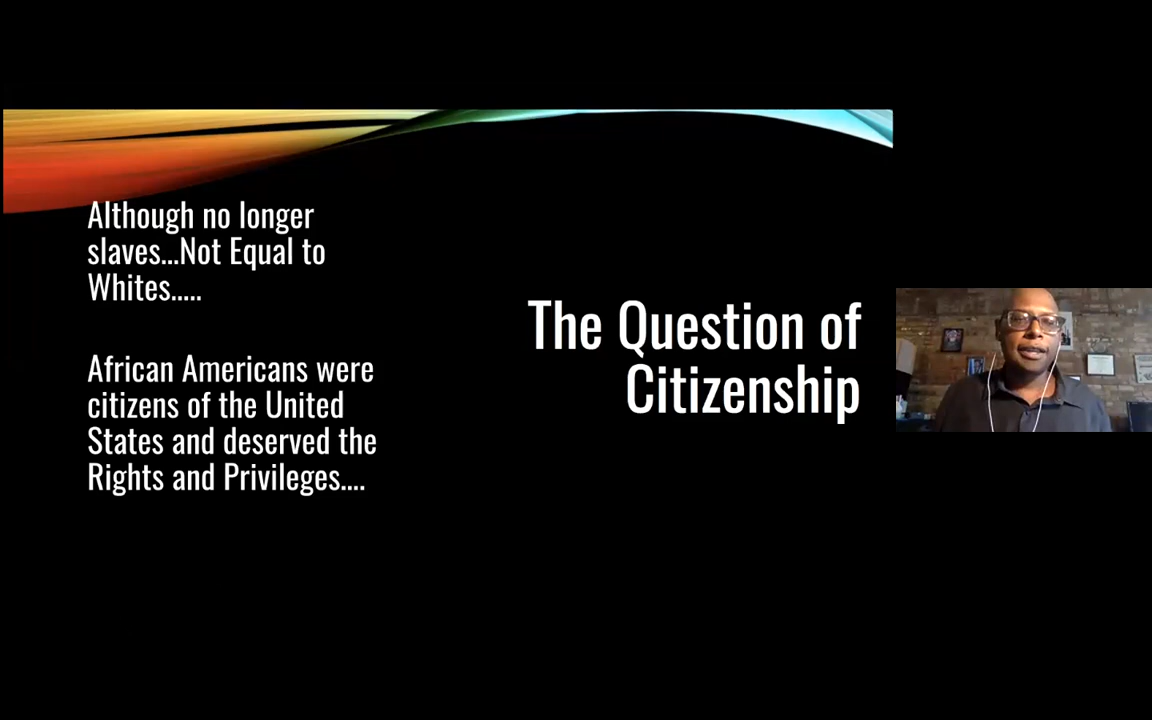 Although no longer
slaves...Not Equal to
Whites.....
African Americans were
citizens of the United
States and deserved the
Rights and Privileges....
The Question of
Citizenship